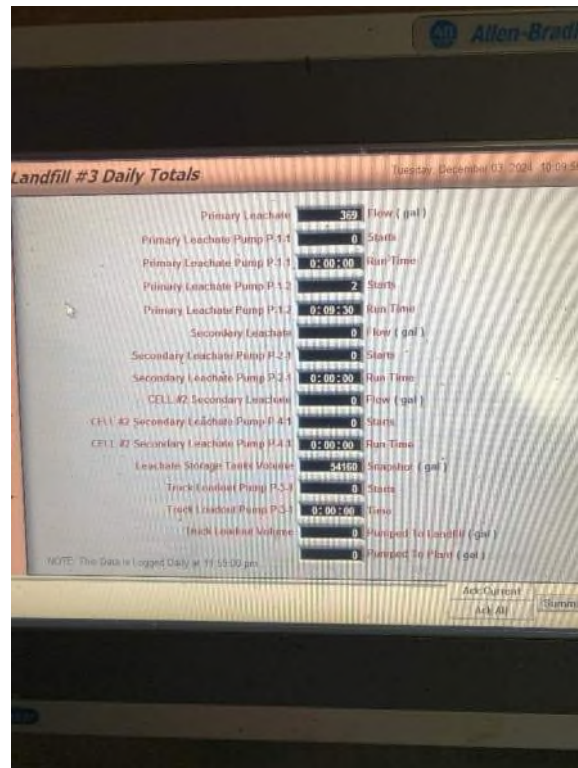 Allen-Bradl
Landfill #3 Daily Totals
Tuesday, December 03, 2024 10:09:5
Primary Leachate 369 Flow ( gal )
Primary Leachate Pump P-1-1 0 Starts
Primary Leachate Pump P-1-1 0:00:00 Run Time
Primary Leachate Pump P-1-2 2 Starts
Primary Leachate Pump P-1-2 0:09:30 Run Time
Secondary Leachate 0 Flow ( gal )
Secondary Leachate Pump P-2-1 0 Starts
Secondary Leachate Pump P-2-1 0:00:00 Run Time
CELL #2 Secondary Leachate 0 Flow ( gal )
CELL #2 Secondary Leachate Pump P-4-1 0 Starts
CELL #2 Secondary Leachate Pump P-4-1 0:00:00 Run Time
Leachate Storage Tanks Volume 54160 Snapshot ( gal )
Truck Loadout Pump P-3-1 0 Starts
Truck Loadout Pump P-3-1 0:00:00 Time
Truck Loadout Volume 0 Pumped To Landfill ( gal )
0 Pumped To Plant ( gal )
NOTE: This Data is Logged Daily at 11:55:00 pm
Ack Current
Ack All
Summ